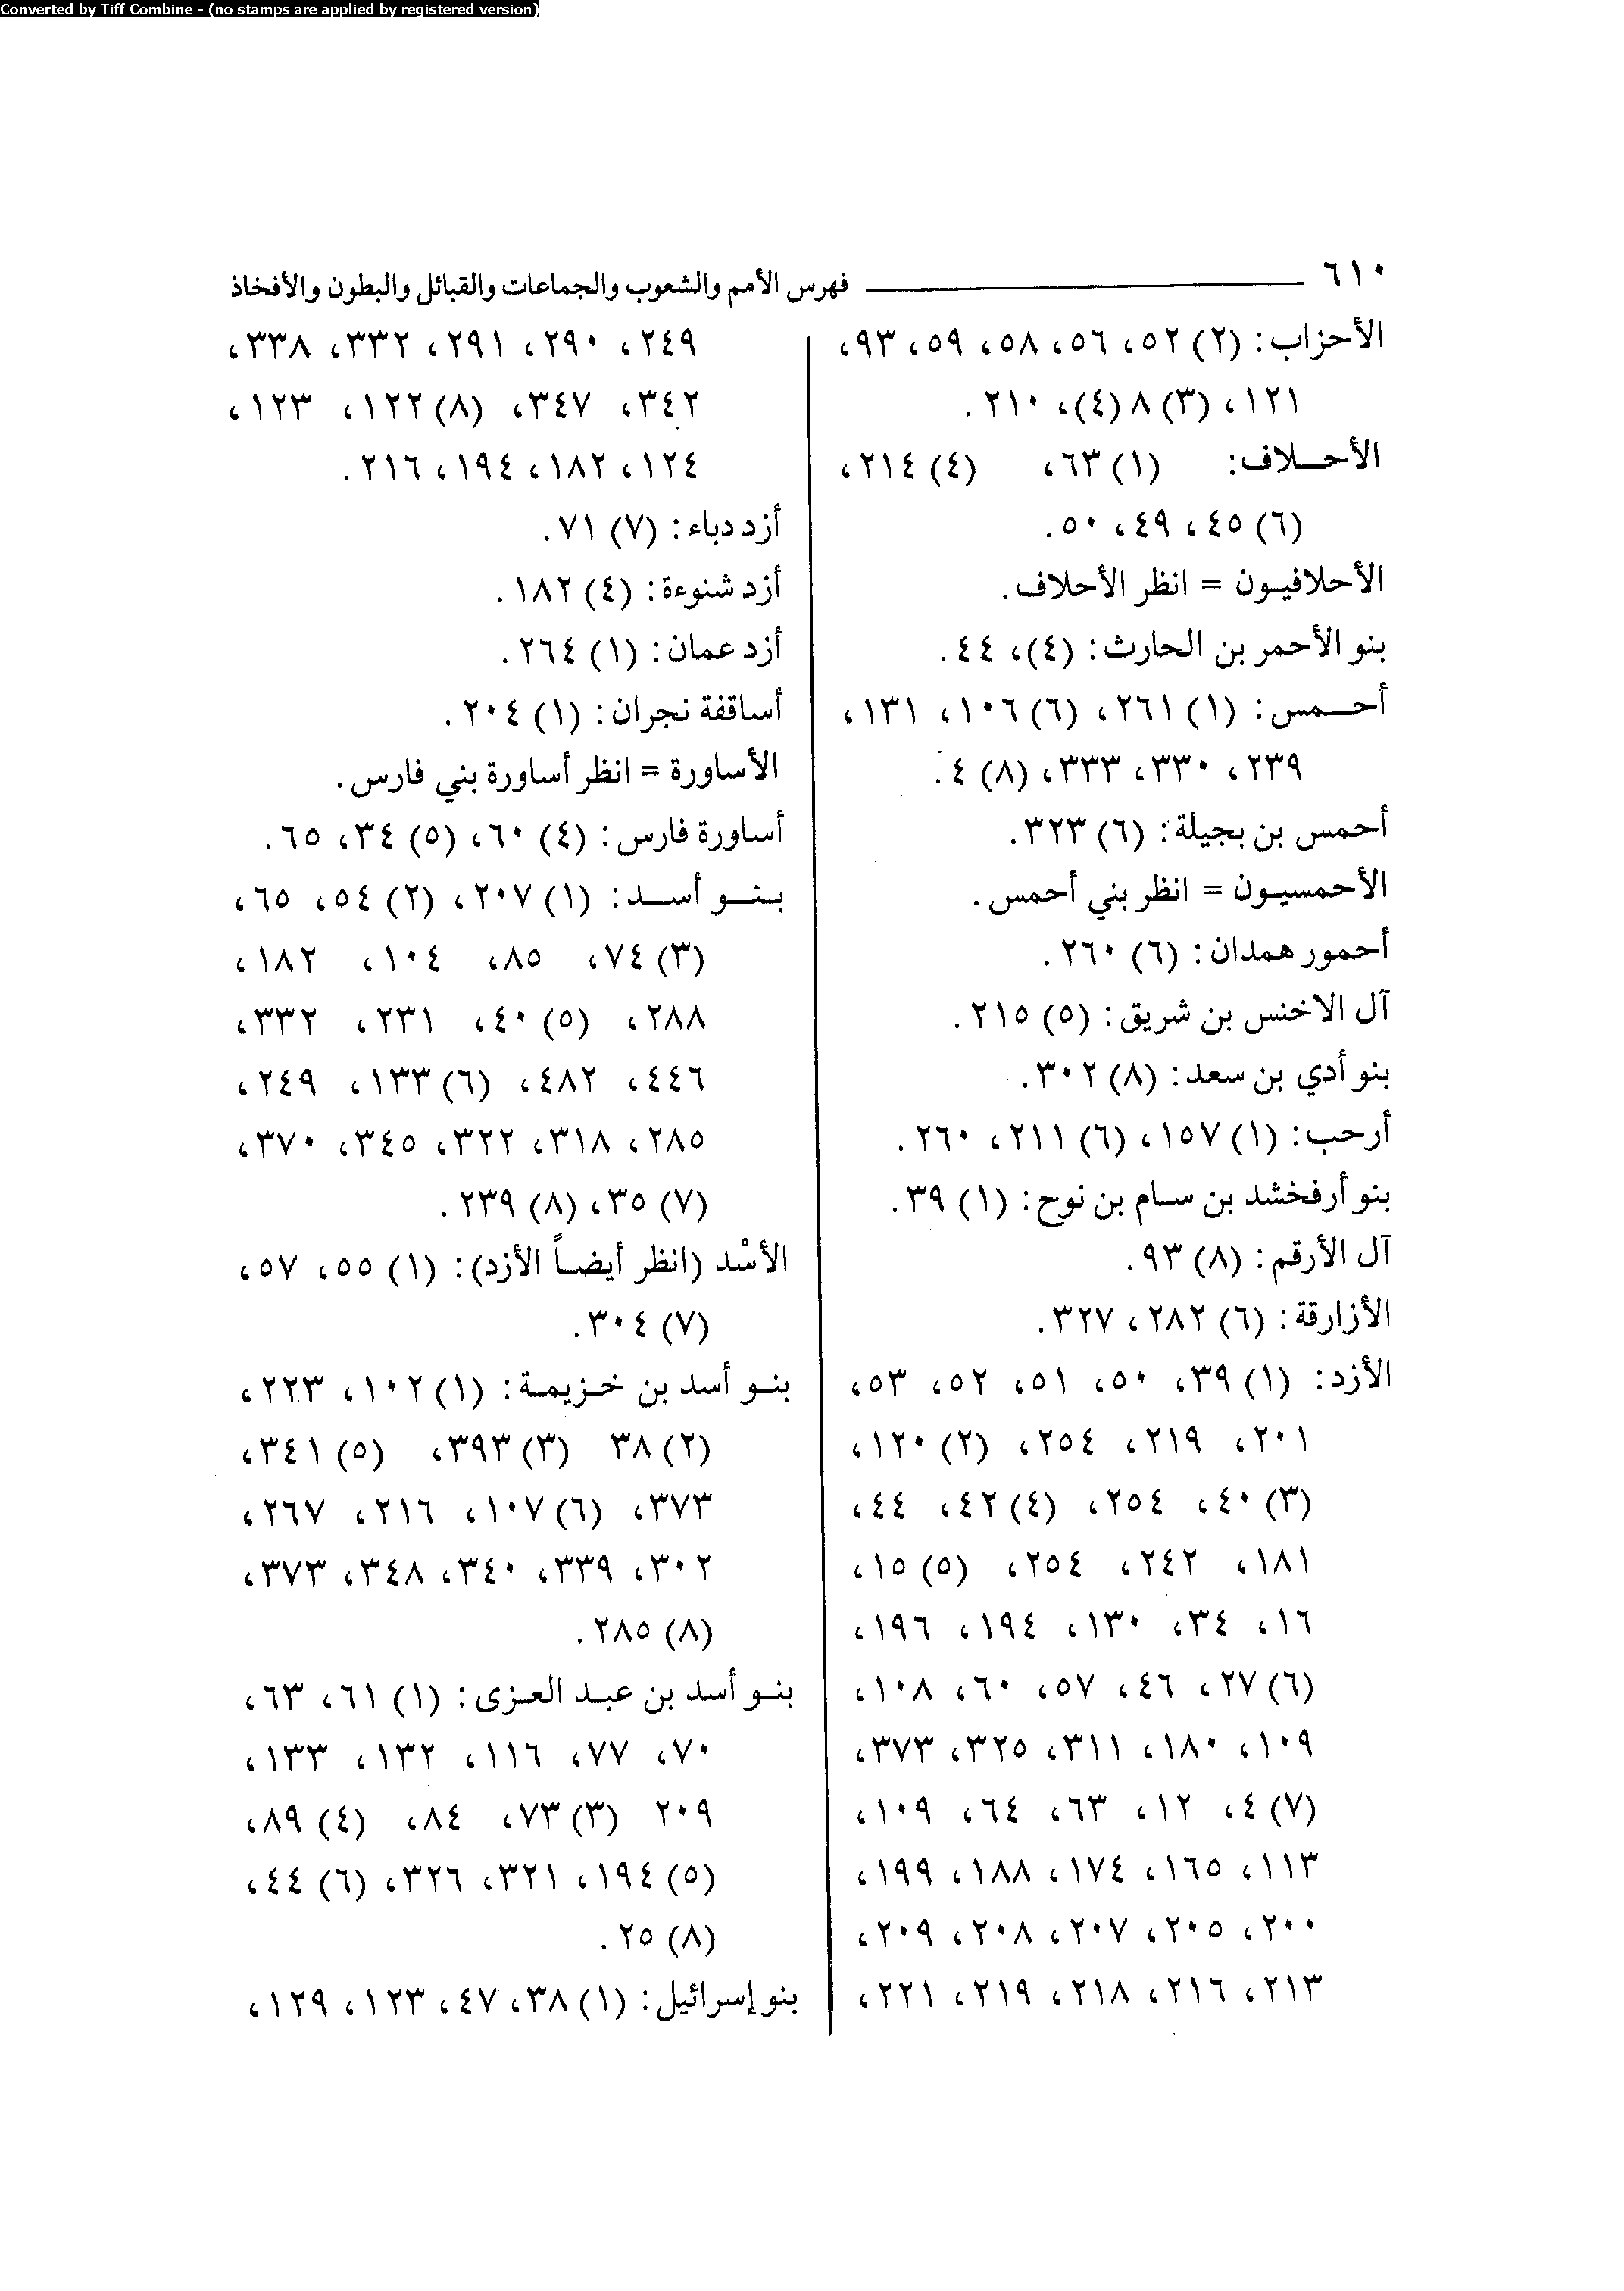 Converted by Tiff Combine - (no stamps are applied by registered version)
٦١٠ فهرس الأمم والشعوب والجماعات والقبائل والبطون والأفخاذ
الأحزاب: (٢) ٥٢، ٥٦، ٥٨، ٥٩، ٩٣،
١٢١، (٣) ٨ (٤)، ٢١٠.
الأحـــلاف: (١) ٦٣، (٤) ٢١٤،
(٦) ٤٥، ٤٩، ٥٠.
الأحلافيون = انظر الأحلاف.
بنو الأحمر بن الحارث: (٤)، ٤٤.
أحــمس: (١) ٢٦١، (٦) ١٠٦، ١٣١،
٢٣٩، ٣٣٠، ٣٣٣، (٨) ٤.
أحمس بن بجيلة: (٦) ٣٢٣.
الأحمسيون = انظر بني أحمس.
أحمور همدان: (٦) ٢٦٠.
آل الاخنس بن شريق: (٥) ٢١٥.
بنو أدي بن سعد: (٨) ٣٠٢.
أرحب: (١) ١٥٧، (٦) ٢١١، ٢٦٠.
بنو أرفخشد بن سام بن نوح: (١) ٣٩.
آل الأرقم: (٨) ٩٣.
الأزارقة: (٦) ٢٨٢، ٣٢٧.
الأزد: (١) ٣٩، ٥٠، ٥١، ٥٢، ٥٣،
٢٠١، ٢١٩، ٢٥٤، (٢) ١٢٠،
(٣) ٤٠، ٢٥٤، (٤) ٤٢، ٤٤،
١٨١، ٢٤٢، ٢٥٤، (٥) ١٥،
١٦، ٣٤، ١٣٠، ١٩٤، ١٩٦،
(٦) ٢٧، ٤٦، ٥٧، ٦٠، ١٠٨،
١٠٩، ١٨٠، ٣١١، ٣٢٥، ٣٧٣،
(٧) ٤، ١٢، ٦٣، ٦٤، ١٠٩،
١١٣، ١٦٥، ١٧٤، ١٨٨، ١٩٩،
٢٠٠، ٢٠٥، ٢٠٧، ٢٠٨، ٢٠٩،
٢١٣، ٢١٦، ٢١٨، ٢١٩، ٢٢١،
٢٤٩، ٢٩٠، ٢٩١، ٣٣٢، ٣٣٨،
٣٤٢، ٣٤٧، (٨) ١٢٢، ١٢٣،
١٢٤، ١٨٢، ١٩٤، ٢١٦.
أزد دباء: (٧) ٧١.
أزد شنوءة: (٤) ١٨٢.
أزد عمان: (١) ٢٦٤.
أساقفة نجران: (١) ٢٠٤.
الأساورة = انظر أساورة بني فارس.
أساورة فارس: (٤) ٦٠، (٥) ٣٤، ٦٥.
بــنــو أســـد: (١) ٢٠٧، (٢) ٥٤، ٦٥،
(٣) ٧٤، ٨٥، ١٠٤، ١٨٢،
٢٨٨، (٥) ٤٠، ٢٣١، ٣٣٢،
٤٤٦، ٤٨٢، (٦) ١٣٣، ٢٤٩،
٢٨٥، ٣١٨، ٣٢٢، ٣٤٥، ٣٧٠،
(٧) ٣٥، (٨) ٢٣٩.
الأسْد (انظر أيضاً الأزد): (١) ٥٥، ٥٧،
(٧) ٣٠٤.
بنـو أسد بن خـزيمـة: (١) ١٠٢، ٢٢٣،
(٢) ٣٨ (٣) ٣٩٣، (٥) ٣٤١،
٣٧٣، (٦) ١٠٧، ٢١٦، ٢٦٧،
٣٠٢، ٣٣٩، ٣٤٠، ٣٤٨، ٣٧٣،
(٨) ٢٨٥.
بنـو أسد بن عبـد العـزى: (١) ٦١، ٦٣،
٧٠، ٧٧، ١١٦، ١٣٢، ١٣٣،
٢٠٩ (٣) ٧٣، ٨٤، (٤) ٨٩،
(٥) ١٩٤، ٣٢١، ٣٢٦، (٦) ٤٤،
(٨) ٢٥.
بنو إسرائيل: (١) ٣٨، ٤٧، ١٢٣، ١٢٩،